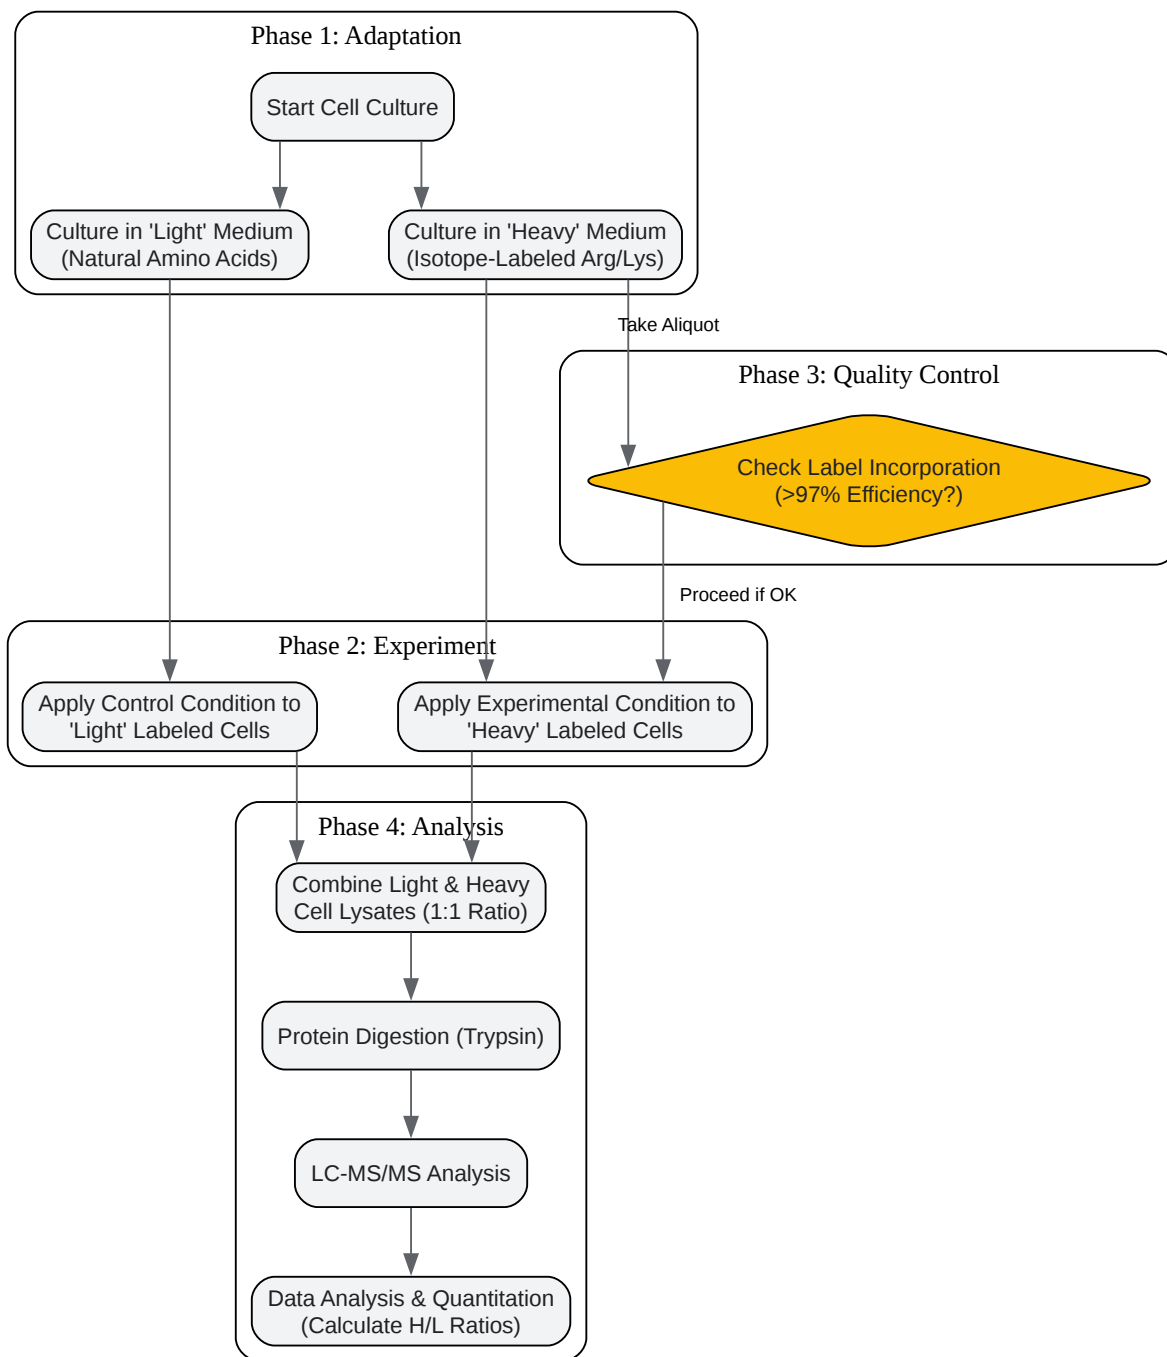 Phase 1: Adaptation
Start Cell Culture
Culture in 'Light' Medium
(Natural Amino Acids)
Culture in 'Heavy' Medium
(Isotope-Labeled Arg/Lys)
Take Aliquot
Phase 3: Quality Control
Check Label Incorporation
(>97% Efficiency?)
Proceed if OK
Phase 2: Experiment
Apply Control Condition to
'Light' Labeled Cells
Apply Experimental Condition to
'Heavy' Labeled Cells
Phase 4: Analysis
Combine Light & Heavy
Cell Lysates (1:1 Ratio)
Protein Digestion (Trypsin)
LC-MS/MS Analysis
Data Analysis & Quantitation
(Calculate H/L Ratios)